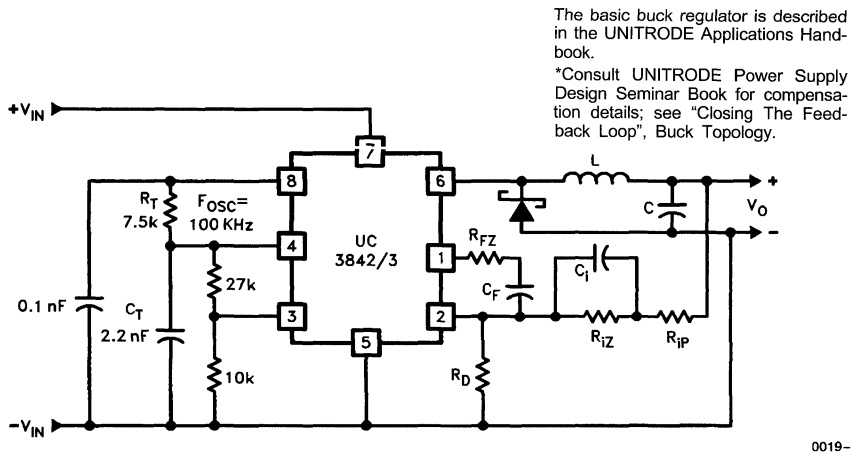 The basic buck regulator is described
in the UNITRODE Applications Hand-
book.
*Consult UNITRODE Power Supply
Design Seminar Book for compensa-
tion details; see "Closing The Feed-
back Loop", Buck Topology.
+VIN
7
8
6
L
+
RT
7.5k
FOSC=
100 KHz
C
VO
4
UC
3842/3
1
RFZ
-
27k
CF
Ci
0.1 nF
CT
2.2 nF
3
2
RiZ
RiP
5
10k
RD
-VIN
0019-